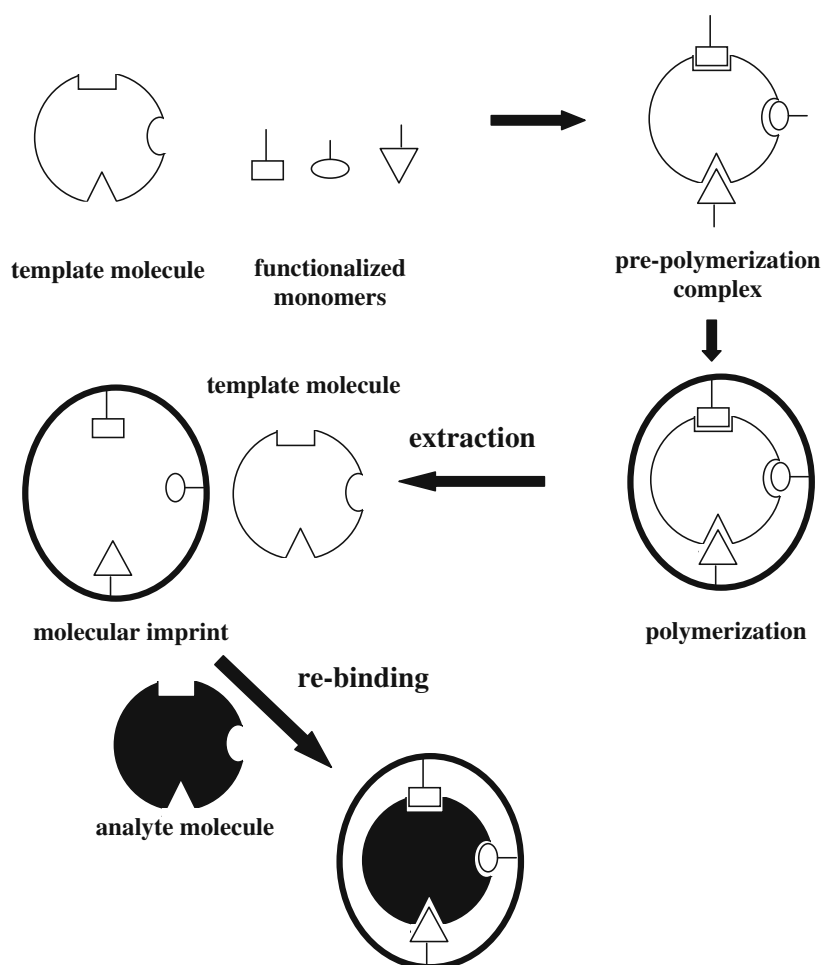 template molecule
functionalized
monomers
pre-polymerization
complex
template molecule
extraction
molecular imprint
polymerization
re-binding
analyte molecule